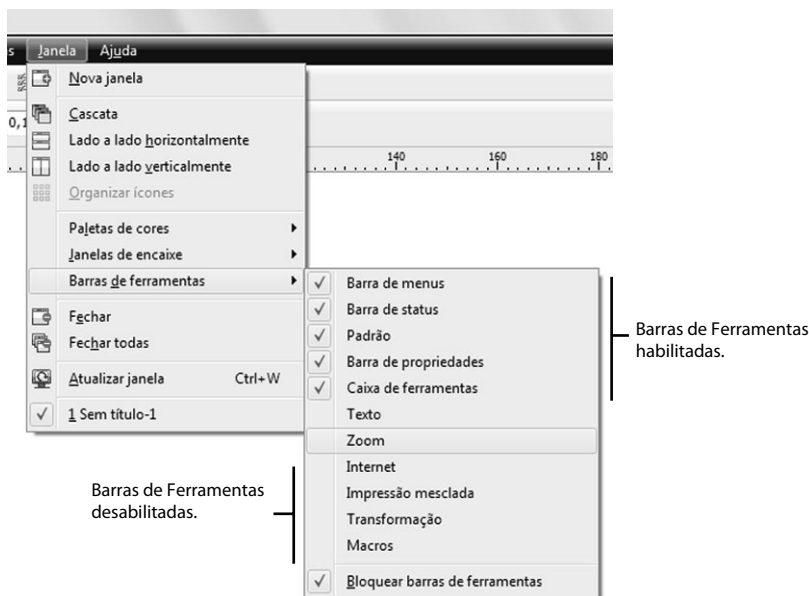 s Janela Ajuda
Nova janela
0,1
Cascata
Lado a lado horizontalmente
Lado a lado verticalmente
Organizar ícones
140 160 180
Paletas de cores
Janelas de encaixe
Barras de ferramentas
Fechar
Fechar todas
Atualizar janela Ctrl+W
1 Sem título-1
Barra de menus
Barra de status
Padrão
Barra de propriedades
Caixa de ferramentas
Texto
Zoom
Internet
Impressão mesclada
Transformação
Macros
Bloquear barras de ferramentas
Barras de Ferramentas
habilitadas.
Barras de Ferramentas
desabilitadas.